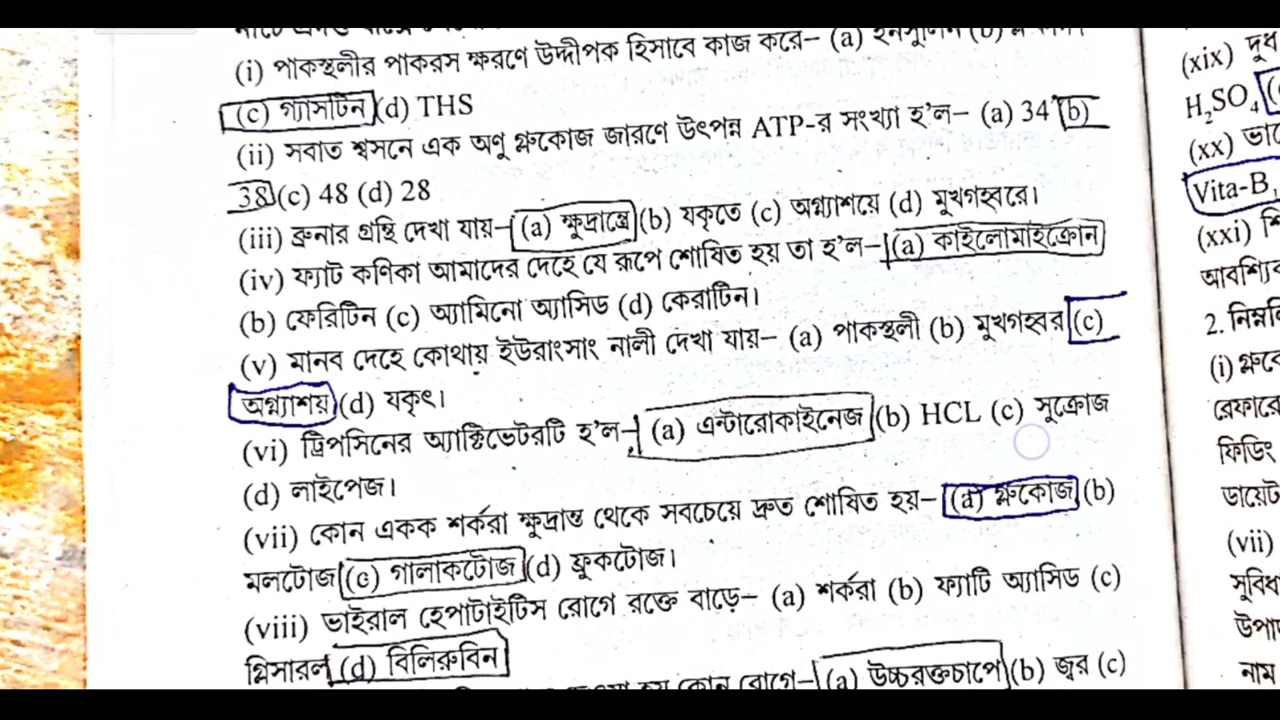 (i) পাকস্থলীর পাকরস ক্ষরণে উদ্দীপক হিসাবে কাজ করে– (a)
(c) গ্যাসটিন (d) THS
(ii) সবাত শ্বসনে এক অণু গ্লুকোজ জারণে উৎপন্ন ATP-র সংখ্যা হ'ল– (a) 34 (b)
38 (c) 48 (d) 28
(iii) ব্রুনার গ্রন্থি দেখা যায়– (a) ক্ষুদ্রান্ত্রে (b) যকৃতে (c) অগ্ন্যাশয়ে (d) মুখগহ্বরে।
(iv) ফ্যাট কণিকা আমাদের দেহে যে রূপে শোষিত হয় তা হ'ল– (a) কাইলোমাইক্রোন
(b) ফেরিটিন (c) অ্যামিনো অ্যাসিড (d) কেরাটিন।
(v) মানব দেহে কোথায় ইউরাংসাং নালী দেখা যায়– (a) পাকস্থলী (b) মুখগহ্বর (c)
অগ্ন্যাশয় (d) যকৃৎ।
(vi) ট্রিপসিনের অ্যাক্টিভেটরটি হ'ল– (a) এন্টারোকাইনেজ (b) HCL (c) সুক্রোজ
(d) লাইপেজ।
(vii) কোন একক শর্করা ক্ষুদ্রান্ত্র থেকে সবচেয়ে দ্রুত শোষিত হয়– (a) গ্লুকোজ (b)
মলটোজ (c) গালাকটোজ (d) ফ্রুকটোজ।
(viii) ভাইরাল হেপাটাইটিস রোগে রক্তে বাড়ে– (a) শর্করা (b) ফ্যাটি অ্যাসিড (c)
গ্লিসারল (d) বিলিরুবিন
কোন রোগে– (a) উচ্চরক্তচাপে (b) জ্বর (c)
(xix) দুধ
H₂SO₄
(xx)
Vita-B
(xxi)
আবশ্যিক
2. নিম্নলি
(i)
রেফারে
ফিডিং
ডায়েট
(vii)
সুবিধা
উপা
নাম